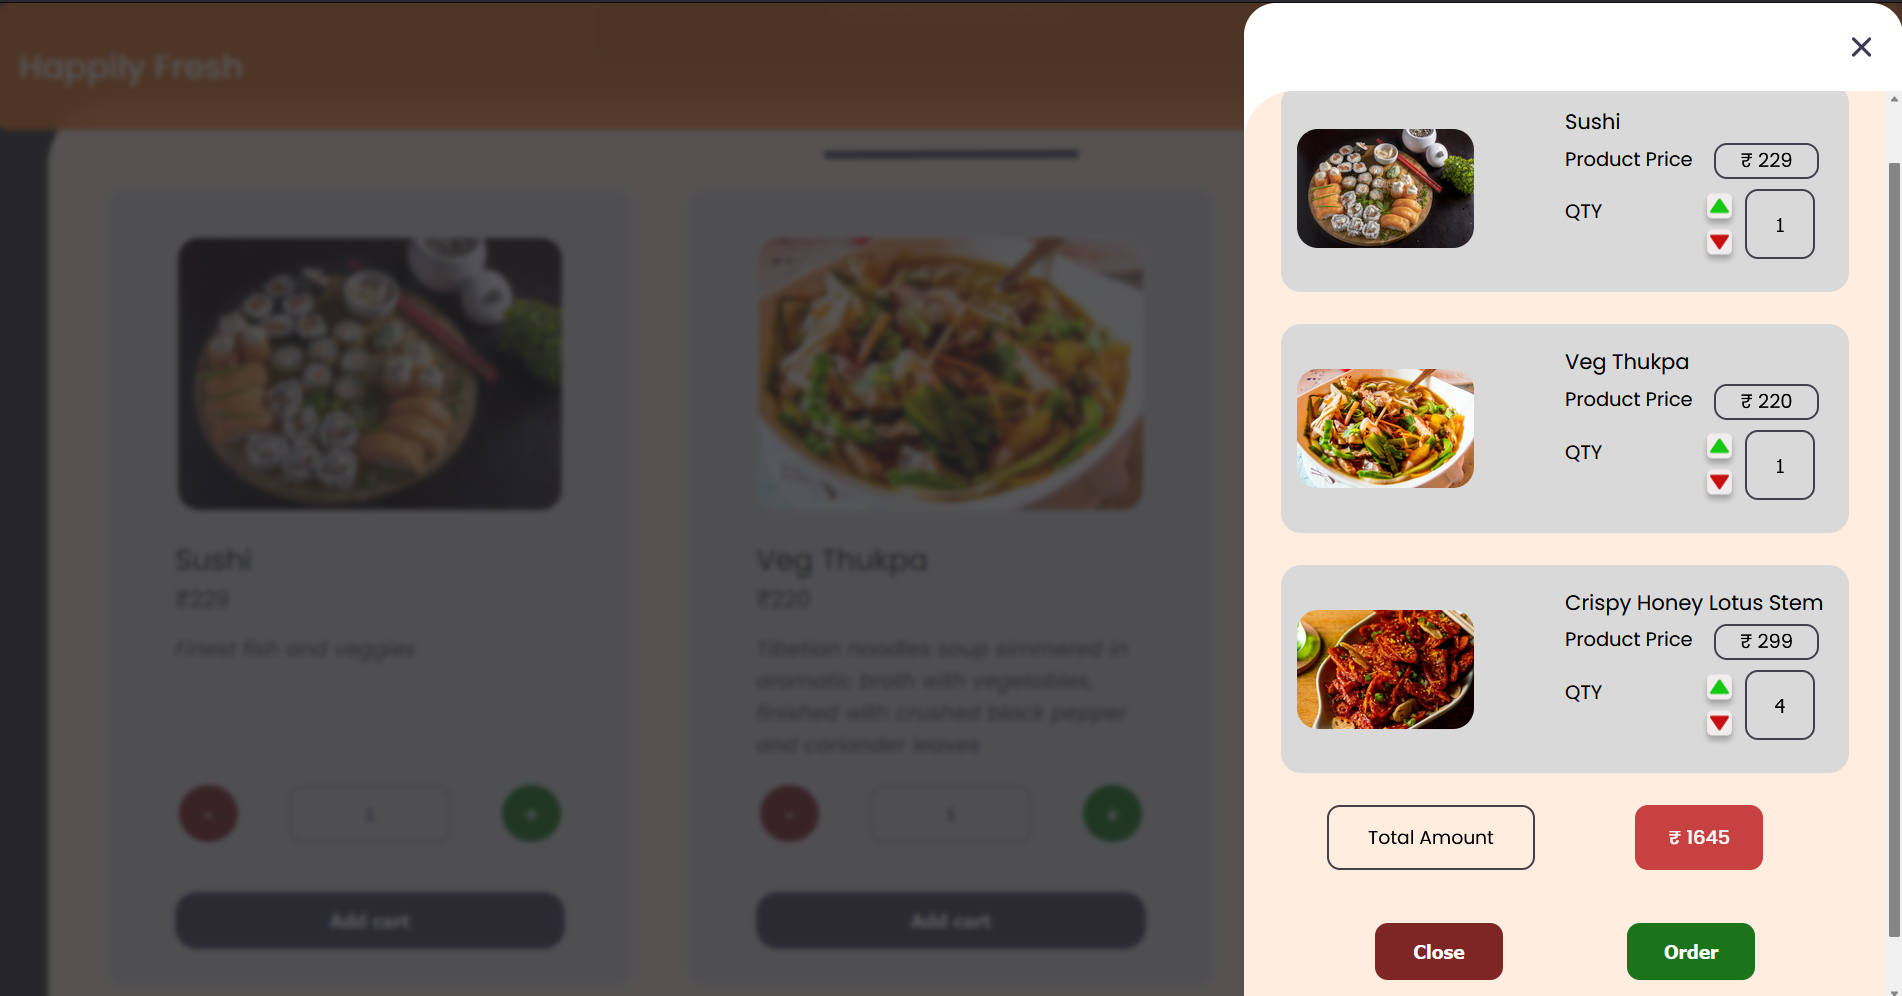 Happily Fresh
Sushi
₹229
Finest fish and veggies
-
1
+
Add cart
Veg Thukpa
₹220
Tibetian noodles soup simmered in
aromatic broth with vegetables,
finished with crushed black pepper
and coriander leaves
-
1
+
Add cart
Sushi
Product Price ₹ 229
QTY 1
Veg Thukpa
Product Price ₹ 220
QTY 1
Crispy Honey Lotus Stem
Product Price ₹ 299
QTY 4
Total Amount ₹ 1645
Close Order